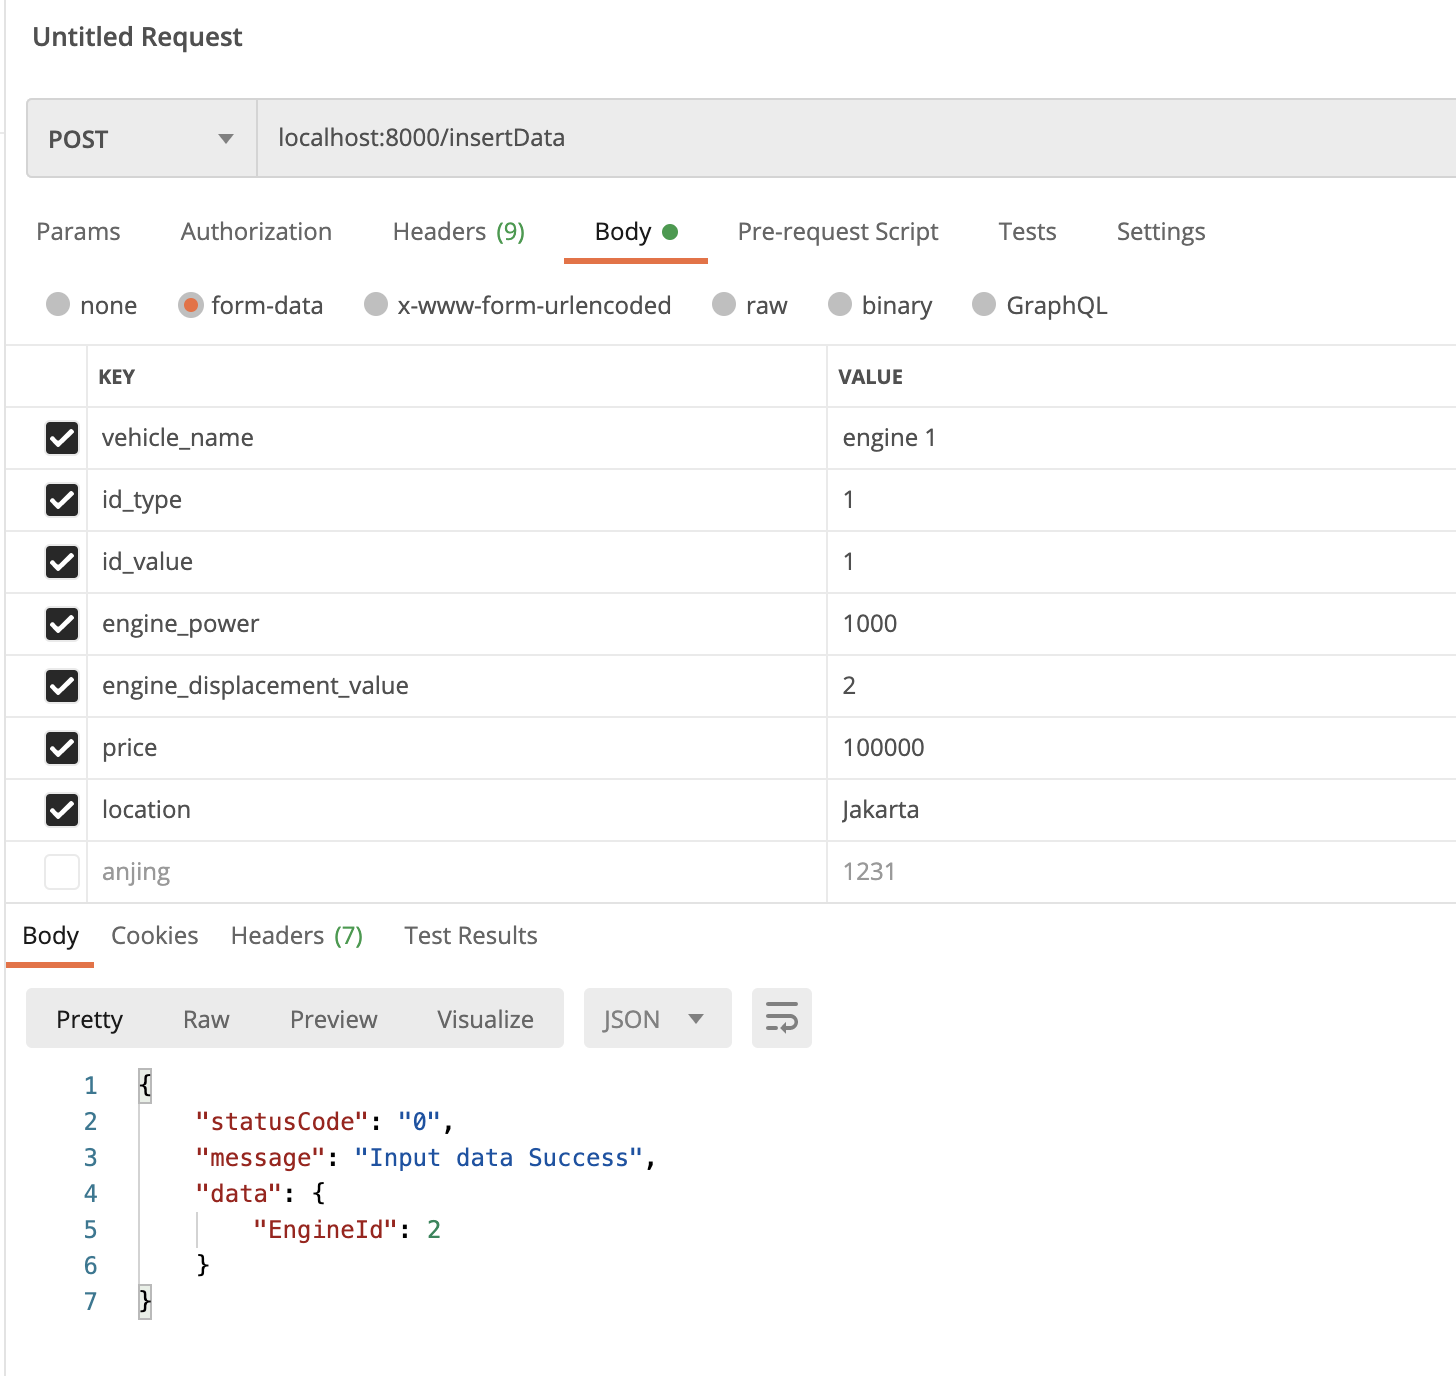 Untitled Request
POST localhost:8000/insertData
Params Authorization Headers (9) Body Pre-request Script Tests Settings
none form-data x-www-form-urlencoded raw binary GraphQL
KEY VALUE
vehicle_name engine 1
id_type 1
id_value 1
engine_power 1000
engine_displacement_value 2
price 100000
location Jakarta
anjing 1231
Body Cookies Headers (7) Test Results
Pretty Raw Preview Visualize JSON
1 {
2 "statusCode": "0",
3 "message": "Input data Success",
4 "data": {
5 "EngineId": 2
6 }
7 }